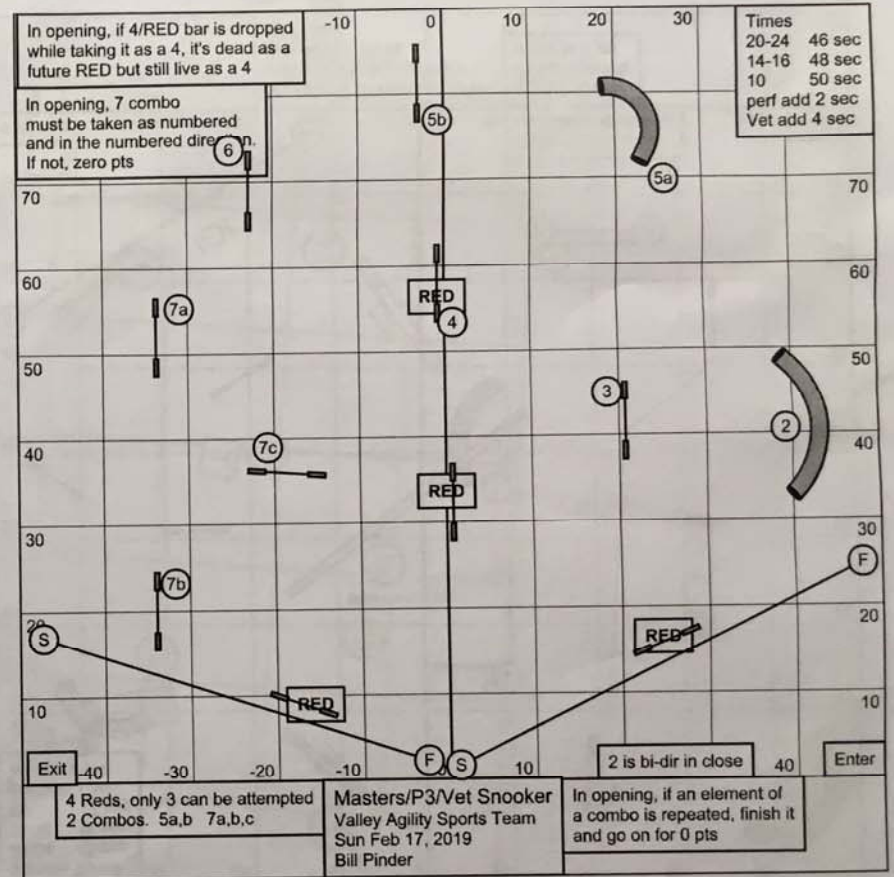 In opening, if 4/RED bar is dropped
while taking it as a 4, it's dead as a
future RED but still live as a 4
-10
0
10
20
30
Times
20-24 46 sec
14-16 48 sec
10 50 sec
perf add 2 sec
Vet add 4 sec
In opening, 7 combo
must be taken as numbered
and in the numbered direction.
If not, zero pts
5b
6
5a
70
70
60
60
7a
RED
4
50
50
3
2
40
40
7c
RED
30
30
7b
F
20
20
S
RED
10
10
RED
F
S
Exit
-40
-30
-20
-10
0
10
2 is bi-dir in close
40
Enter
4 Reds, only 3 can be attempted
2 Combos. 5a,b 7a,b,c
Masters/P3/Vet Snooker
Valley Agility Sports Team
Sun Feb 17, 2019
Bill Pinder
In opening, if an element of
a combo is repeated, finish it
and go on for 0 pts